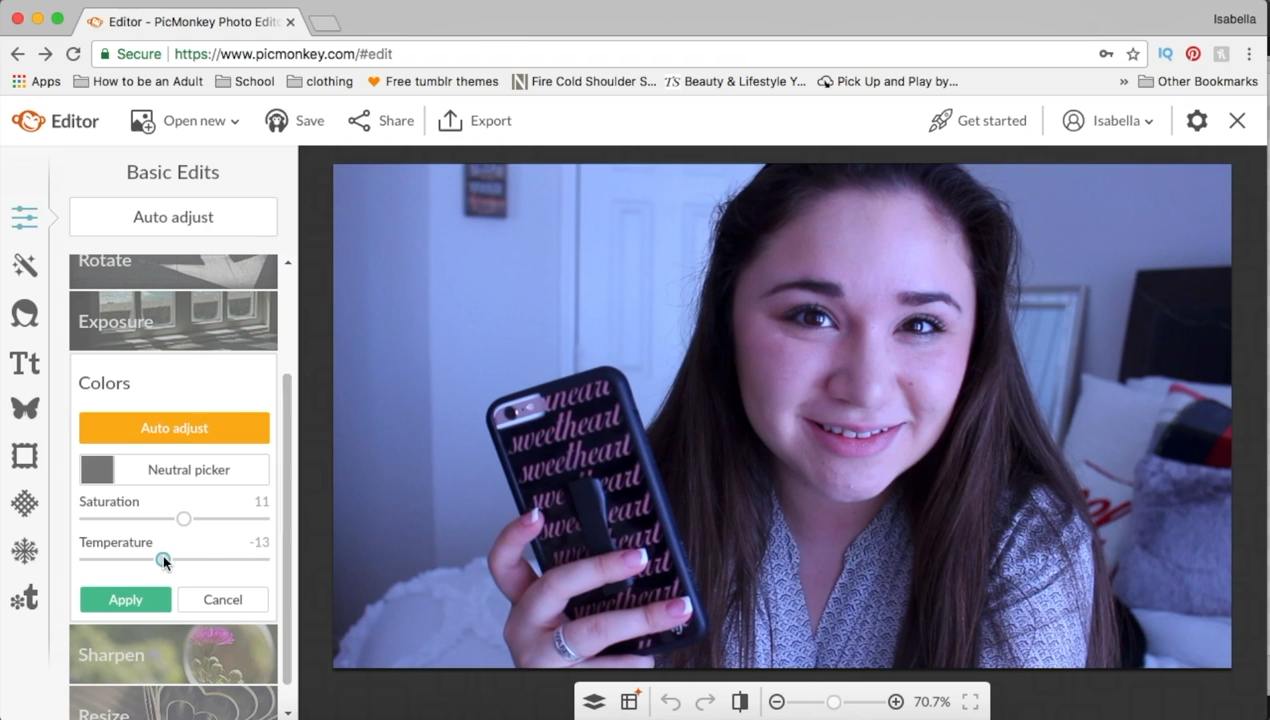 Editor - PicMonkey Photo Edit
Isabella
Secure https://www.picmonkey.com/#edit
IQ
Apps How to be an Adult School clothing Free tumblr themes Fire Cold Shoulder S... TS Beauty & Lifestyle Y... Pick Up and Play by... » Other Bookmarks
Editor Open new Save Share Export Get started Isabella
Basic Edits
Auto adjust
Rotate
Exposure
Colors
Auto adjust
Neutral picker
Saturation 11
Temperature -13
Apply Cancel
Sharpen
Resize
Tt
t
70.7%
sweetheart
sweetheart
sweetheart